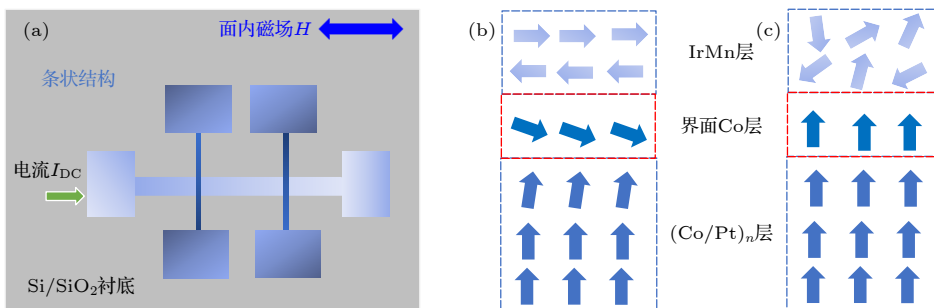 (a)
面内磁场H
条状结构
电流I_DC
Si/SiO₂衬底
(b)
IrMn层
界面Co层
(Co/Pt)ₙ层
(c)